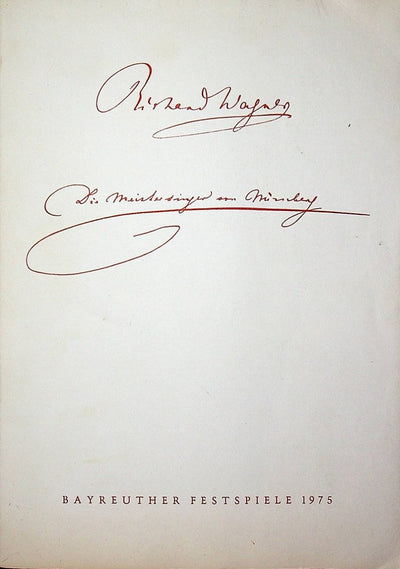 Richard Wagner
Die Meistersinger von Nürnberg
BAYREUTHER FESTSPIELE 1975